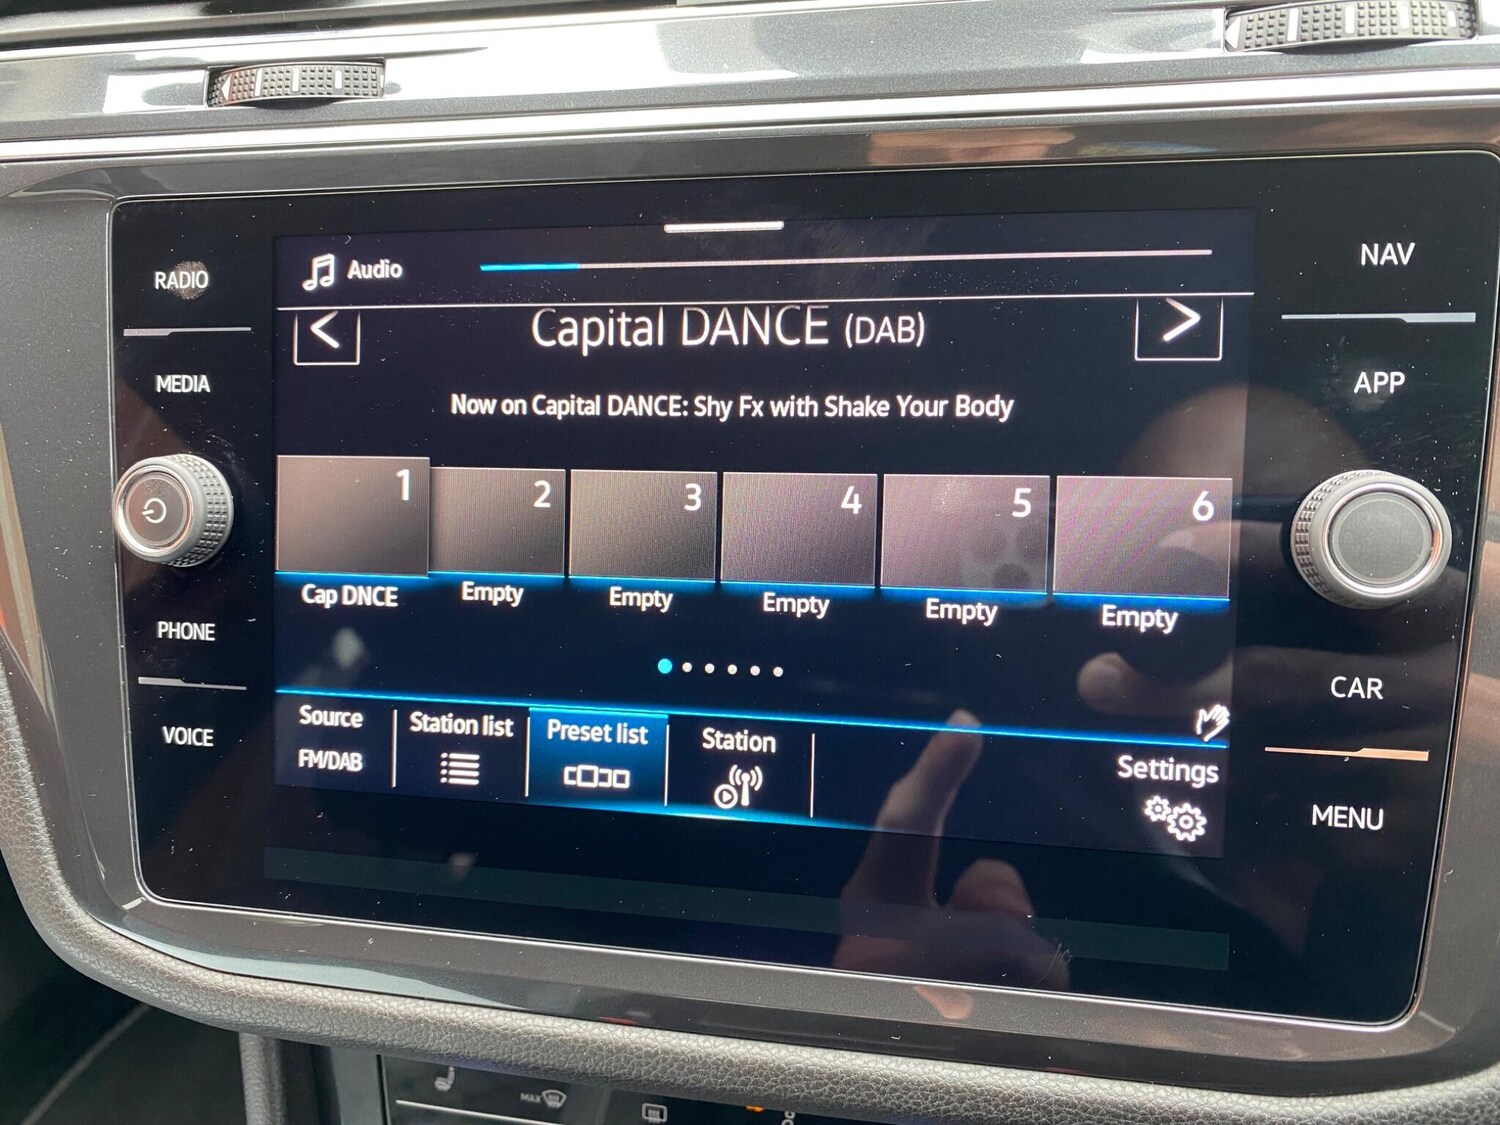 RADIO
MEDIA
PHONE
VOICE
Audio
Capital DANCE (DAB)
Now on Capital DANCE: Shy Fx with Shake Your Body
1
2
3
4
5
6
Cap DNCE
Empty
Empty
Empty
Empty
Empty
Source
FM/DAB
Station list
Preset list
Station
Settings
NAV
APP
CAR
MENU
MAX